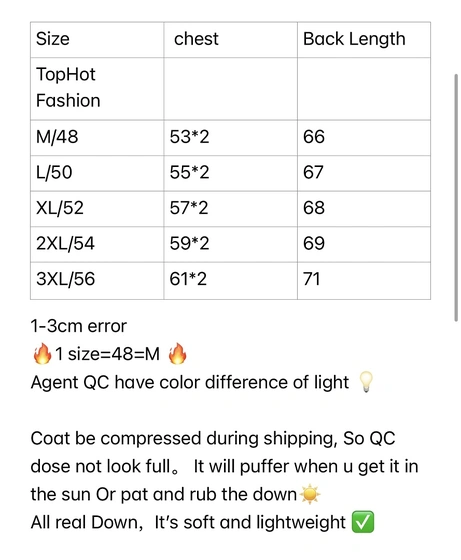 Size chest Back Length
TopHot
Fashion
M/48 53*2 66
L/50 55*2 67
XL/52 57*2 68
2XL/54 59*2 69
3XL/56 61*2 71
1-3cm error
🔥1 size=48=M 🔥
Agent QC have color difference of light 💡
Coat be compressed during shipping, So QC
dose not look full。 It will puffer when u get it in
the sun Or pat and rub the down☀️
All real Down，It’s soft and lightweight ✅